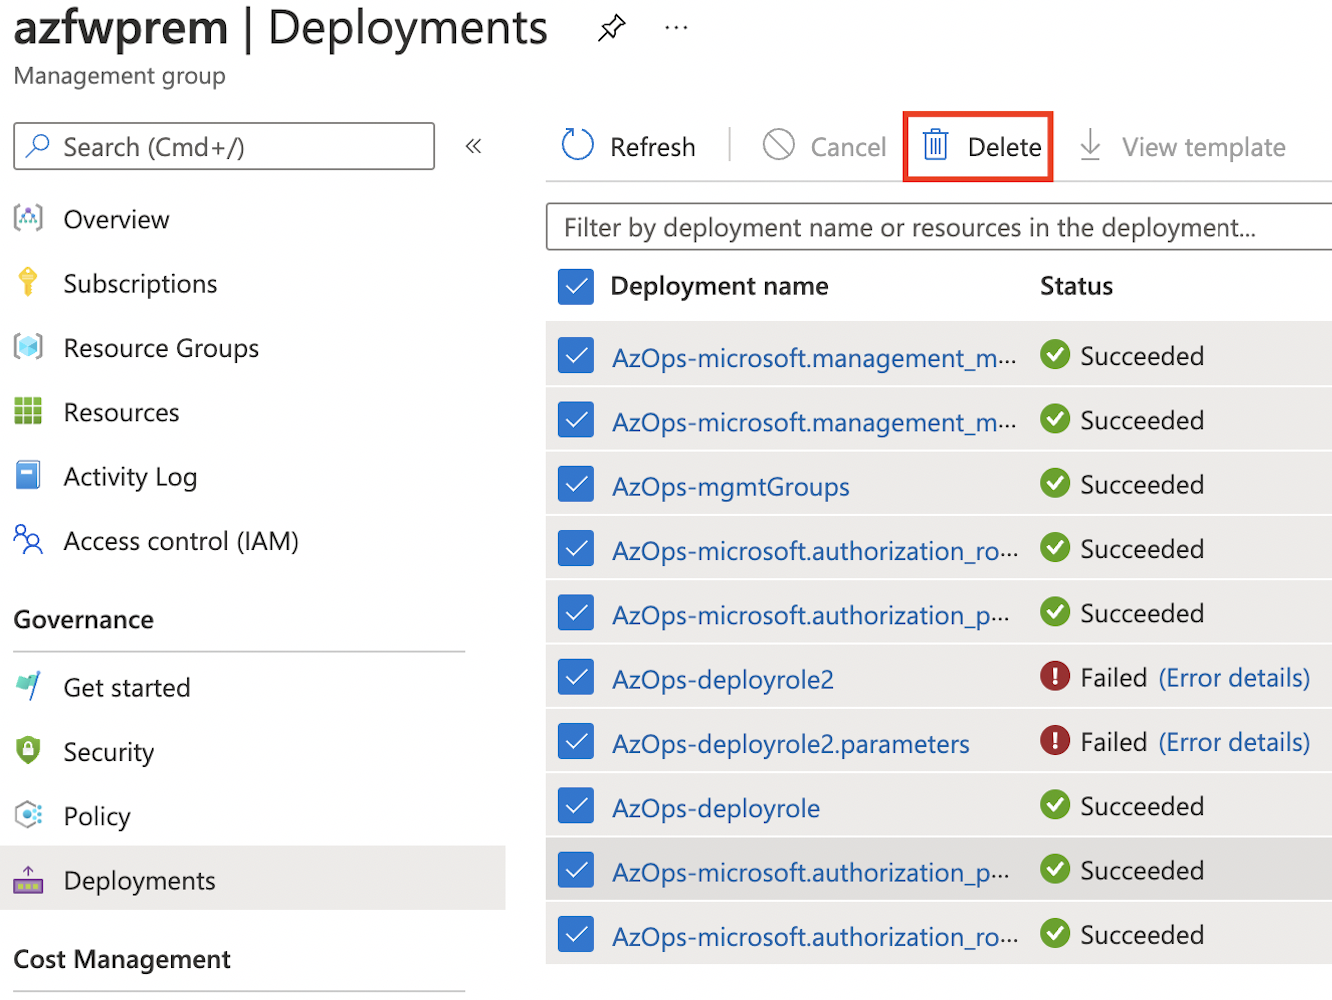 azfwprem | Deployments ...
Management group
Search (Cmd+/)
«
Overview
Subscriptions
Resource Groups
Resources
Activity Log
Access control (IAM)
Governance
Get started
Security
Policy
Deployments
Cost Management
Refresh
Cancel
Delete
View template
Filter by deployment name or resources in the deployment...
Deployment name Status
AzOps-microsoft.management_m... Succeeded
AzOps-microsoft.management_m... Succeeded
AzOps-mgmtGroups Succeeded
AzOps-microsoft.authorization_ro... Succeeded
AzOps-microsoft.authorization_p... Succeeded
AzOps-deployrole2 Failed (Error details)
AzOps-deployrole2.parameters Failed (Error details)
AzOps-deployrole Succeeded
AzOps-microsoft.authorization_p... Succeeded
AzOps-microsoft.authorization_ro... Succeeded